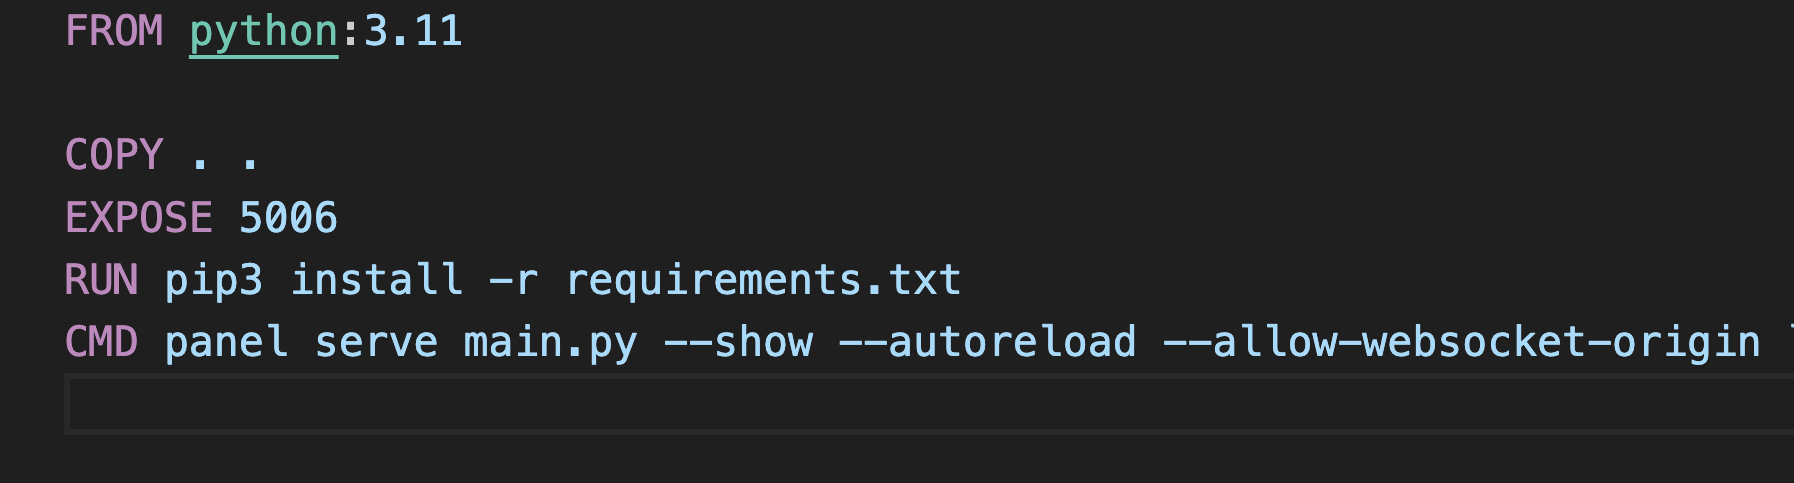 FROM python:3.11
COPY . .
EXPOSE 5006
RUN pip3 install -r requirements.txt
CMD panel serve main.py --show --autoreload --allow-websocket-origin